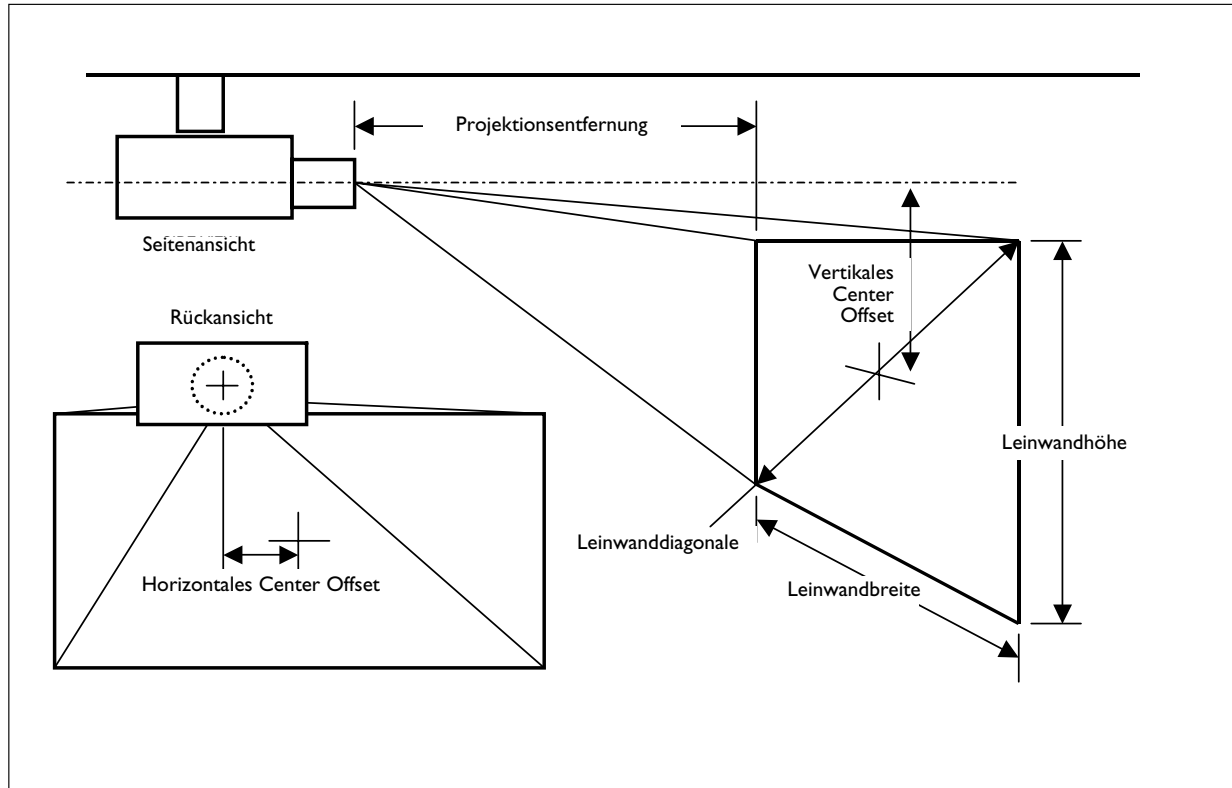 Projektionsentfernung
Seitenansicht
Vertikales
Center
Offset
Rückansicht
Leinwandhöhe
Leinwanddiagonale
Horizontales Center Offset
Leinwandbreite